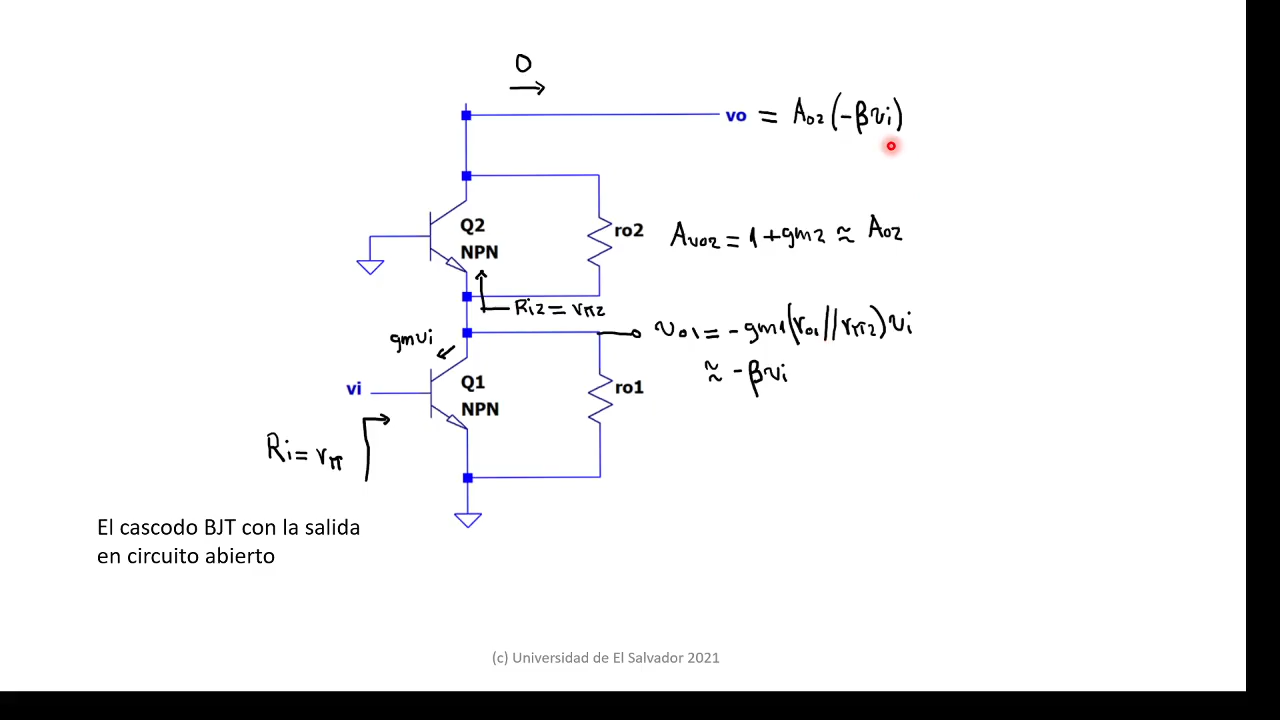 0
vo = Ao2(-βvi)
Q2
NPN
ro2
Avo2 = 1+gm2 ≈ Ao2
Ri2 = rπ2
gmvi
vo1 = -gm1(ro1//rπ2)vi
≈ -βvi
vi
Q1
NPN
ro1
Ri = rπ
El cascodo BJT con la salida
en circuito abierto
(c) Universidad de El Salvador 2021